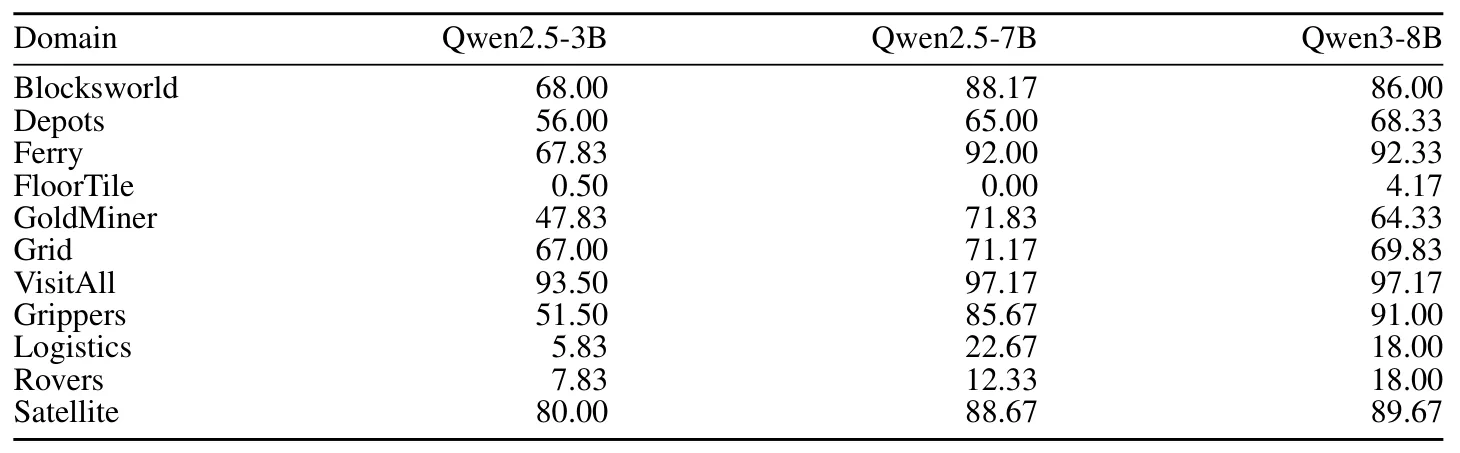 Domain Qwen2.5-3B Qwen2.5-7B Qwen3-8B
Blocksworld 68.00 88.17 86.00
Depots 56.00 65.00 68.33
Ferry 67.83 92.00 92.33
FloorTile 0.50 0.00 4.17
GoldMiner 47.83 71.83 64.33
Grid 67.00 71.17 69.83
VisitAll 93.50 97.17 97.17
Grippers 51.50 85.67 91.00
Logistics 5.83 22.67 18.00
Rovers 7.83 12.33 18.00
Satellite 80.00 88.67 89.67